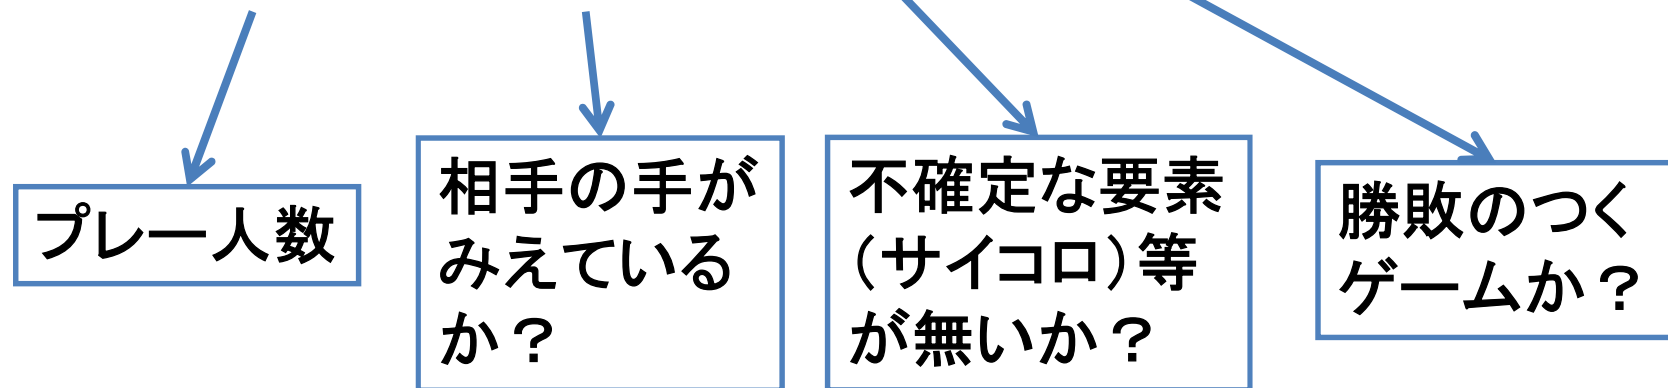 プレー人数
相手の手が
みえている
か？
不確定な要素
（サイコロ）等
が無いか？
勝敗のつく
ゲームか？